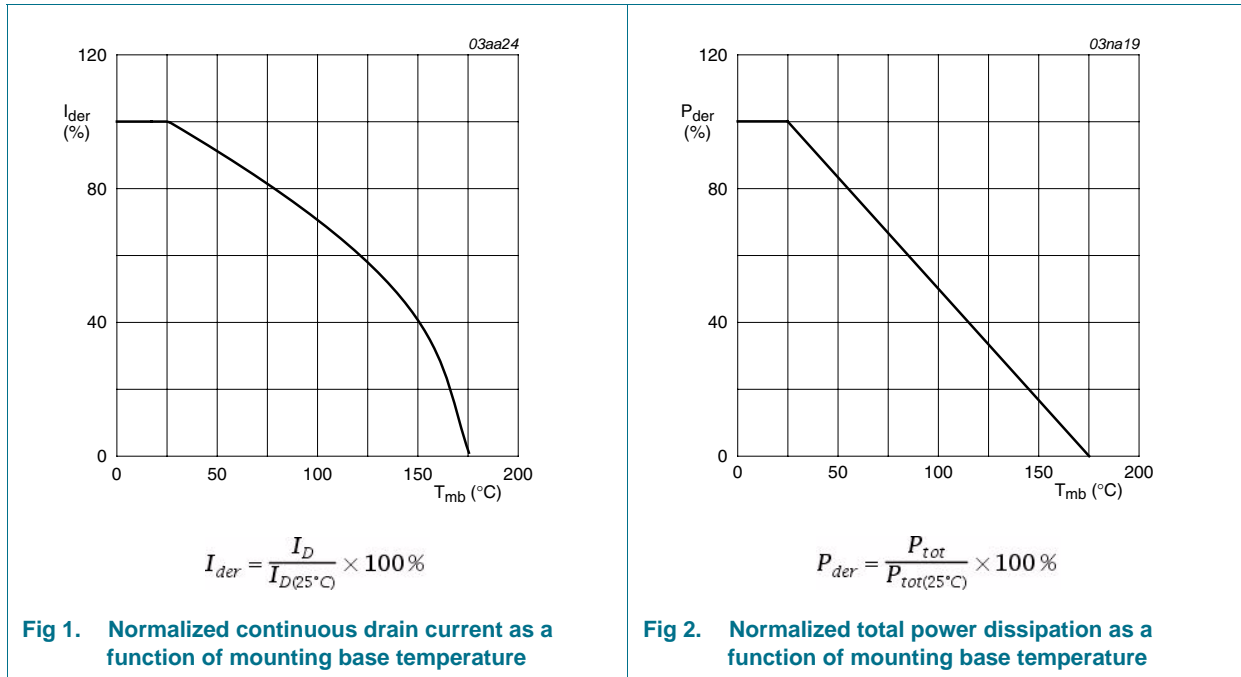 03aa24
120
I_der
(%)
80
40
0
0 50 100 150 200
T_mb (°C)
I_der = I_D / I_D(25°C) × 100 %
Fig 1. Normalized continuous drain current as a
function of mounting base temperature
03na19
120
P_der
(%)
80
40
0
0 50 100 150 200
T_mb (°C)
P_der = P_tot / P_tot(25°C) × 100 %
Fig 2. Normalized total power dissipation as a
function of mounting base temperature